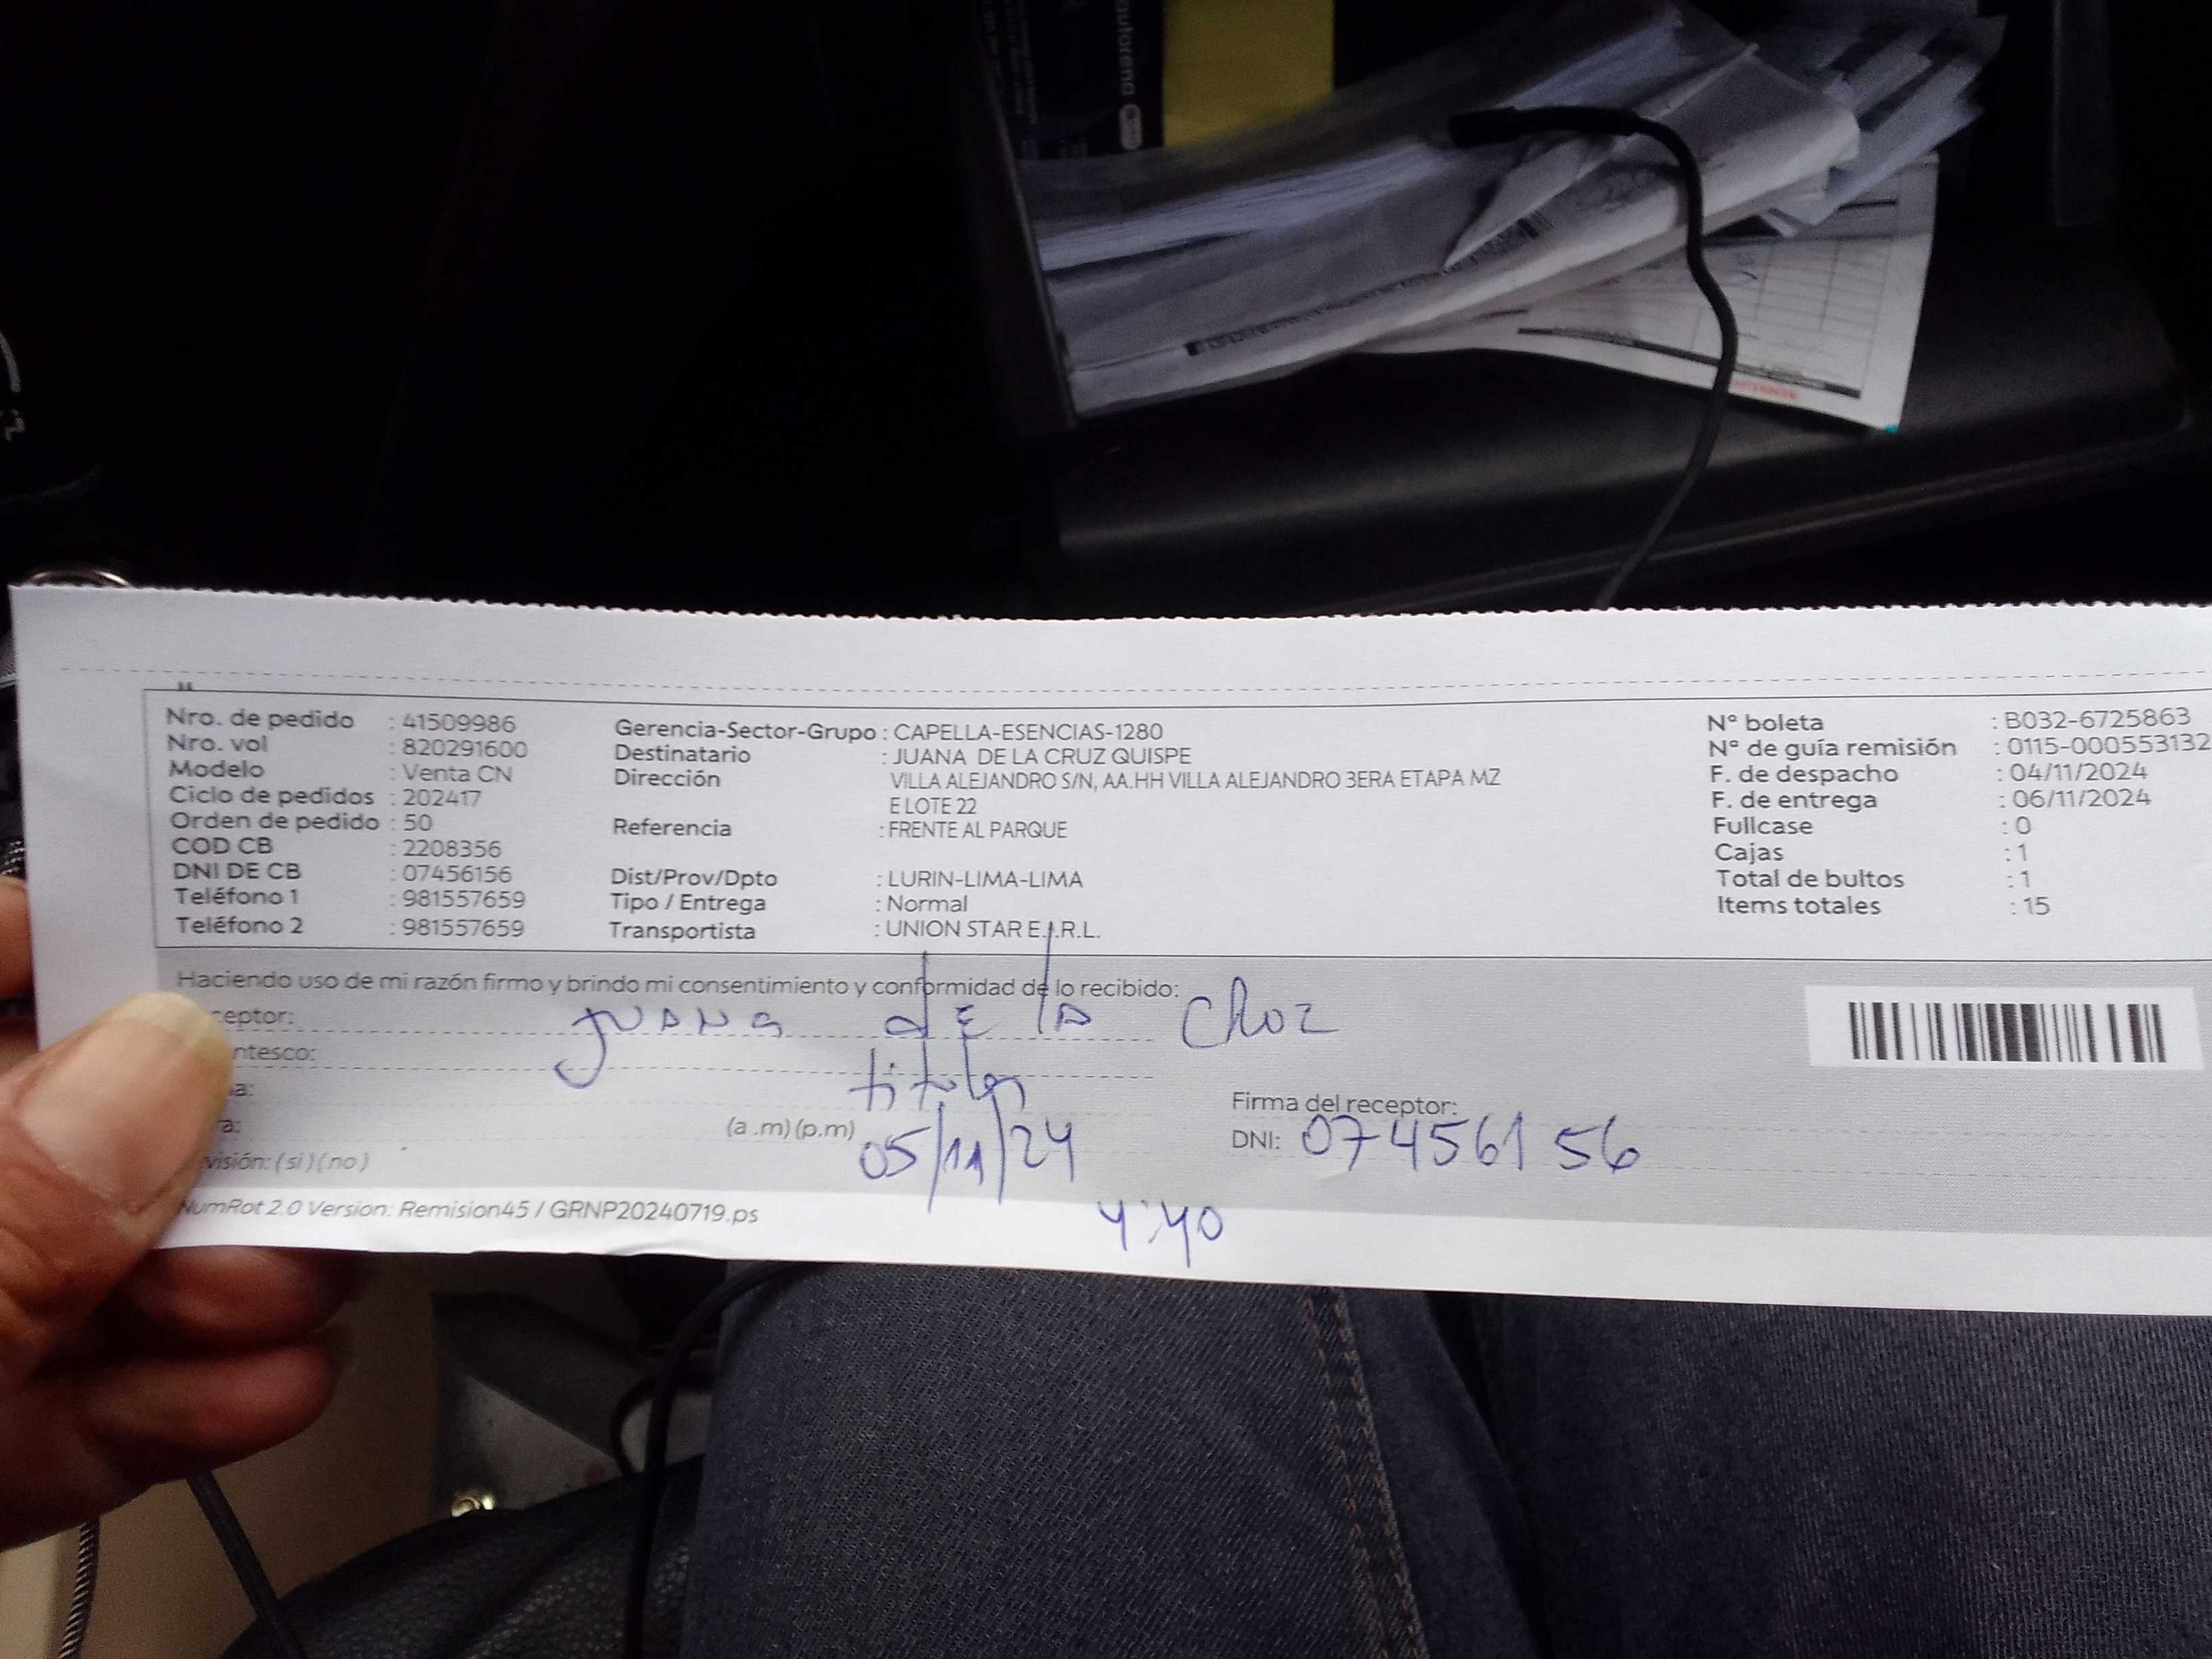 Nro. de pedido : 41509986
Nro. vol : 820291600
Modelo : Venta CN
Ciclo de pedidos : 202417
Orden de pedido : 50
COD CB : 2208356
DNI DE CB : 07456156
Teléfono 1 : 981557659
Teléfono 2 : 981557659
Gerencia-Sector-Grupo : CAPELLA-ESENCIAS-1280
Destinatario : JUANA DE LA CRUZ QUISPE
Dirección VILLA ALEJANDRO S/N, AA.HH VILLA ALEJANDRO 3ERA ETAPA MZ
E LOTE 22
Referencia : FRENTE AL PARQUE
Dist/Prov/Dpto : LURIN-LIMA-LIMA
Tipo / Entrega : Normal
Transportista : UNION STAR E.I.R.L.
N° boleta : B032-6725863
N° de guía remisión : 0115-000553132
F. de despacho : 04/11/2024
F. de entrega : 06/11/2024
Fullcase : 0
Cajas : 1
Total de bultos : 1
Items totales : 15
Haciendo uso de mi razón firmo y brindo mi consentimiento y conformidad de lo recibido:
ceptor: Juana de la Cruz
ntesco: titular
a: 05/11/24
a: (a.m) (p.m) 4:40
visión: (si) (no)
Firma del receptor:
DNI: 07456156
NumRot 2.0 Version: Remision45 / GRNP20240719.ps